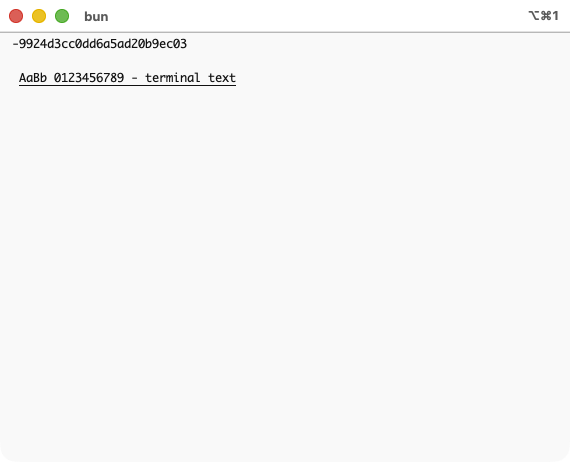 bun ⌥⌘1
-9924d3cc0dd6a5ad20b9ec03
AaBb 0123456789 - terminal text